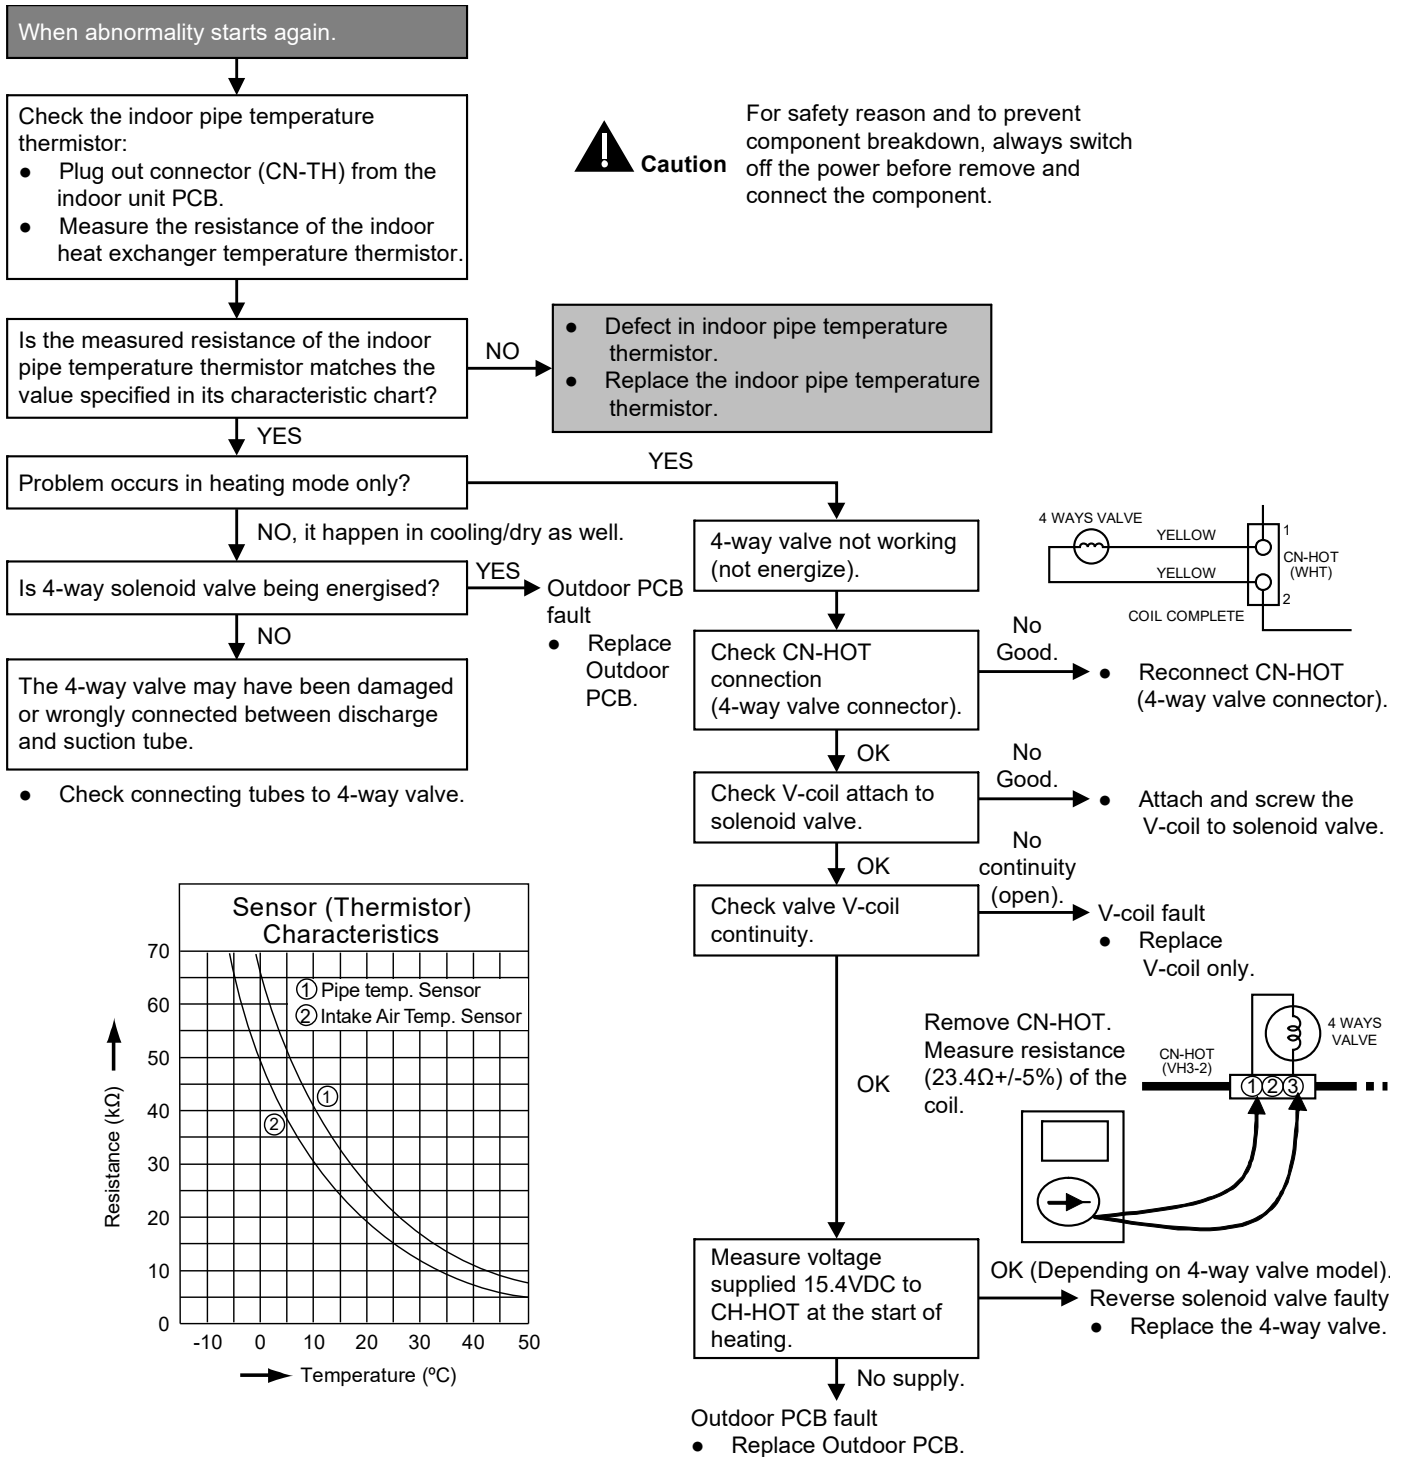 When abnormality starts again.
Check the indoor pipe temperature
thermistor:
● Plug out connector (CN-TH) from the
indoor unit PCB.
● Measure the resistance of the indoor
heat exchanger temperature thermistor.
Caution
For safety reason and to prevent
component breakdown, always switch
off the power before remove and
connect the component.
Is the measured resistance of the indoor
pipe temperature thermistor matches the
value specified in its characteristic chart?
NO
● Defect in indoor pipe temperature
thermistor.
● Replace the indoor pipe temperature
thermistor.
YES
Problem occurs in heating mode only?
YES
NO, it happen in cooling/dry as well.
Is 4-way solenoid valve being energised?
YES
Outdoor PCB
fault
● Replace
Outdoor
PCB.
NO
The 4-way valve may have been damaged
or wrongly connected between discharge
and suction tube.
● Check connecting tubes to 4-way valve.
4-way valve not working
(not energize).
4 WAYS VALVE
YELLOW
YELLOW
1
CN-HOT
(WHT)
2
COIL COMPLETE
Check CN-HOT
connection
(4-way valve connector).
No
Good.
● Reconnect CN-HOT
(4-way valve connector).
OK
Check V-coil attach to
solenoid valve.
No
Good.
● Attach and screw the
V-coil to solenoid valve.
OK
Check valve V-coil
continuity.
No
continuity
(open).
V-coil fault
● Replace
V-coil only.
OK
Remove CN-HOT.
Measure resistance
(23.4Ω+/-5%) of the
coil.
4 WAYS
VALVE
CN-HOT
(VH3-2)
① ② ③
Measure voltage
supplied 15.4VDC to
CH-HOT at the start of
heating.
OK (Depending on 4-way valve model).
Reverse solenoid valve faulty
● Replace the 4-way valve.
No supply.
Outdoor PCB fault
● Replace Outdoor PCB.
Sensor (Thermistor)
Characteristics
① Pipe temp. Sensor
② Intake Air Temp. Sensor
①
②
Resistance (kΩ)
70
60
50
40
30
20
10
0
-10 0 10 20 30 40 50
Temperature (ºC)